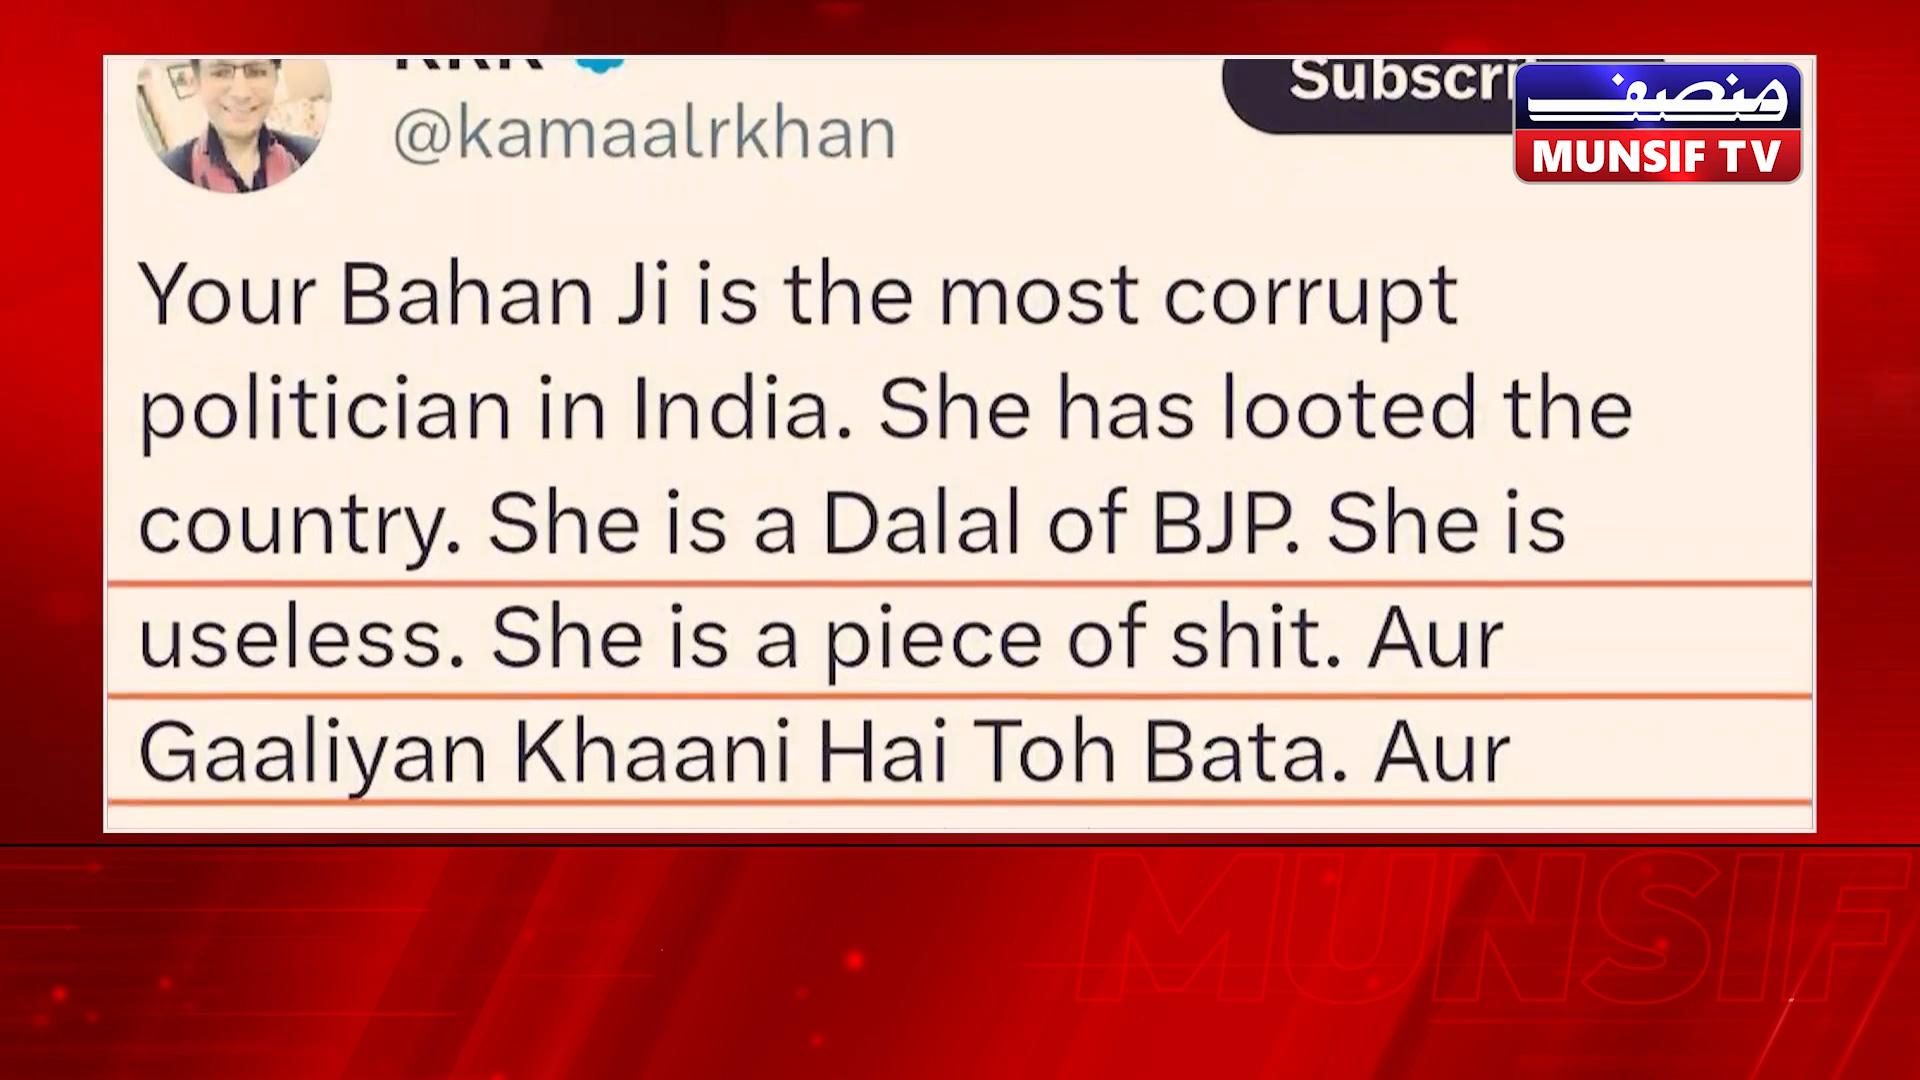 KRK
@kamaalrkhan
Subscri
منصف
MUNSIF TV
Your Bahan Ji is the most corrupt
politician in India. She has looted the
country. She is a Dalal of BJP. She is
useless. She is a piece of shit. Aur
Gaaliyan Khaani Hai Toh Bata. Aur
MUNSIF